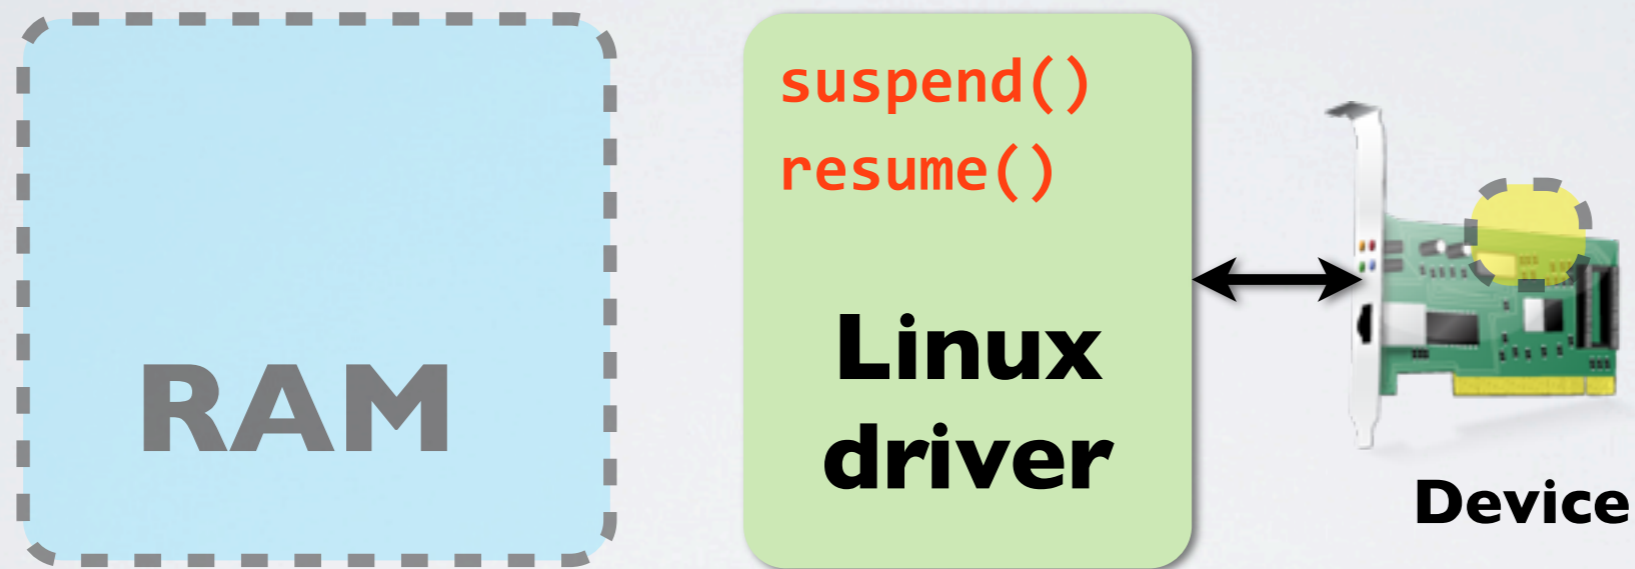 suspend()
resume()
RAM
Linux
driver
Device